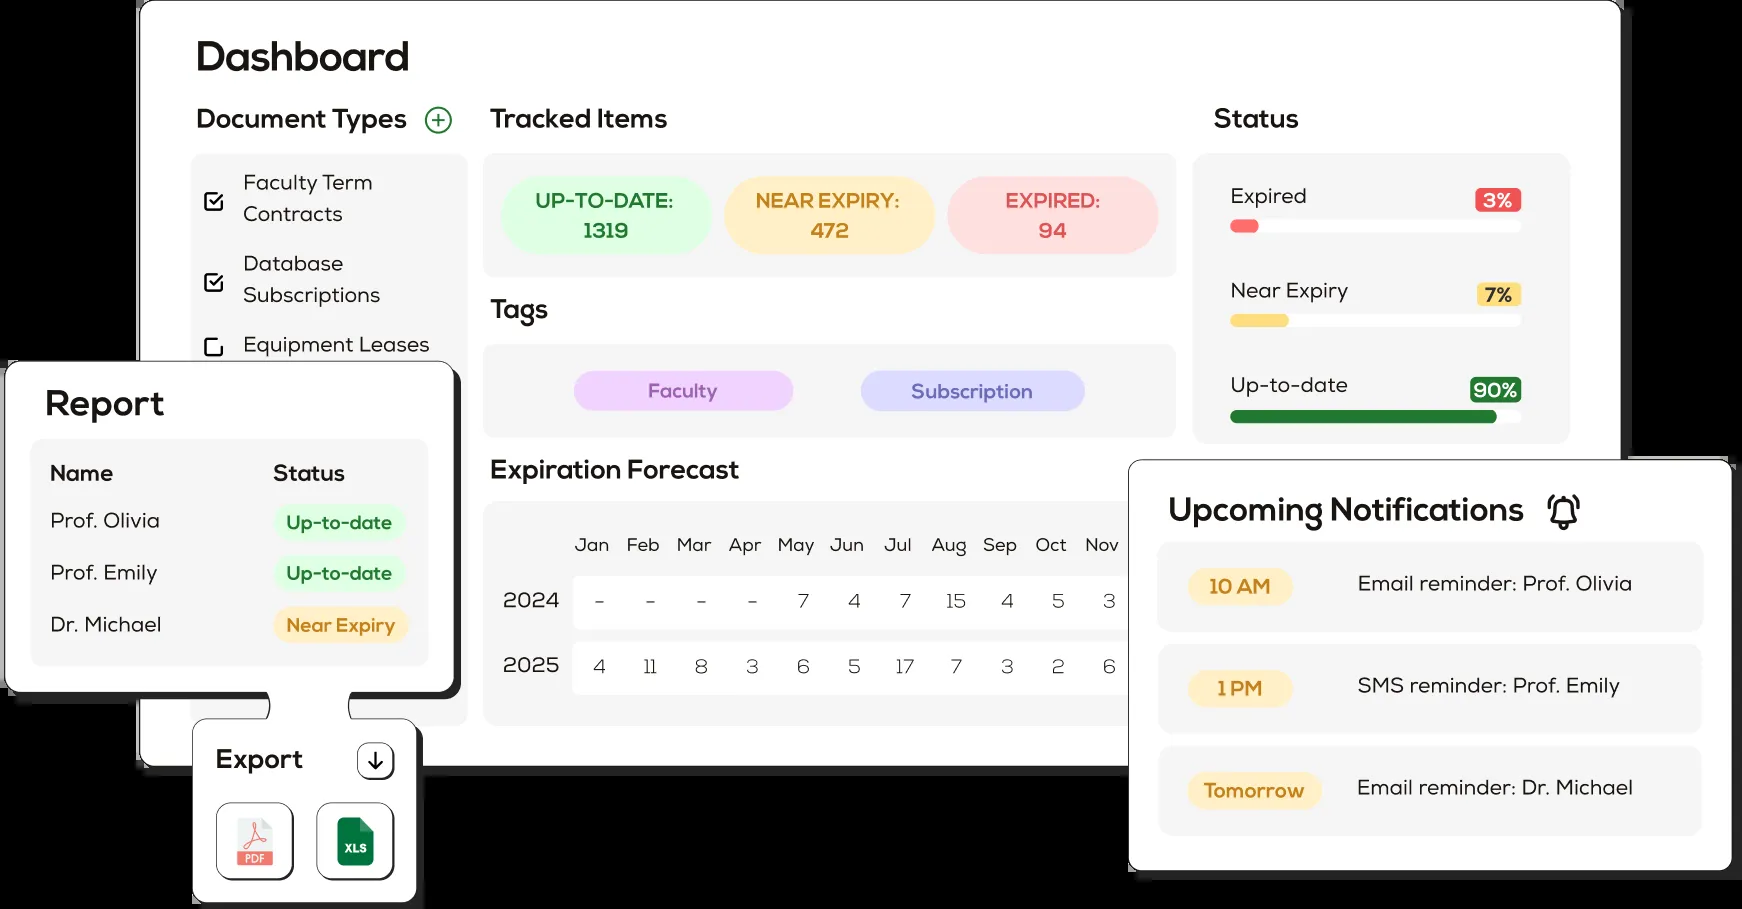 Dashboard
Document Types
Faculty Term
Contracts
Database
Subscriptions
Equipment Leases
Tracked Items
UP-TO-DATE:
1319
NEAR EXPIRY:
472
EXPIRED:
94
Tags
Faculty
Subscription
Expiration Forecast
Jan Feb Mar Apr May Jun Jul Aug Sep Oct Nov
2024 – – – – 7 4 7 15 4 5 3
2025 4 11 8 3 6 5 17 7 3 2 6
Status
Expired 3%
Near Expiry 7%
Up-to-date 90%
Report
Name Status
Prof. Olivia Up-to-date
Prof. Emily Up-to-date
Dr. Michael Near Expiry
Export
PDF
XLS
Upcoming Notifications
10 AM Email reminder: Prof. Olivia
1 PM SMS reminder: Prof. Emily
Tomorrow Email reminder: Dr. Michael